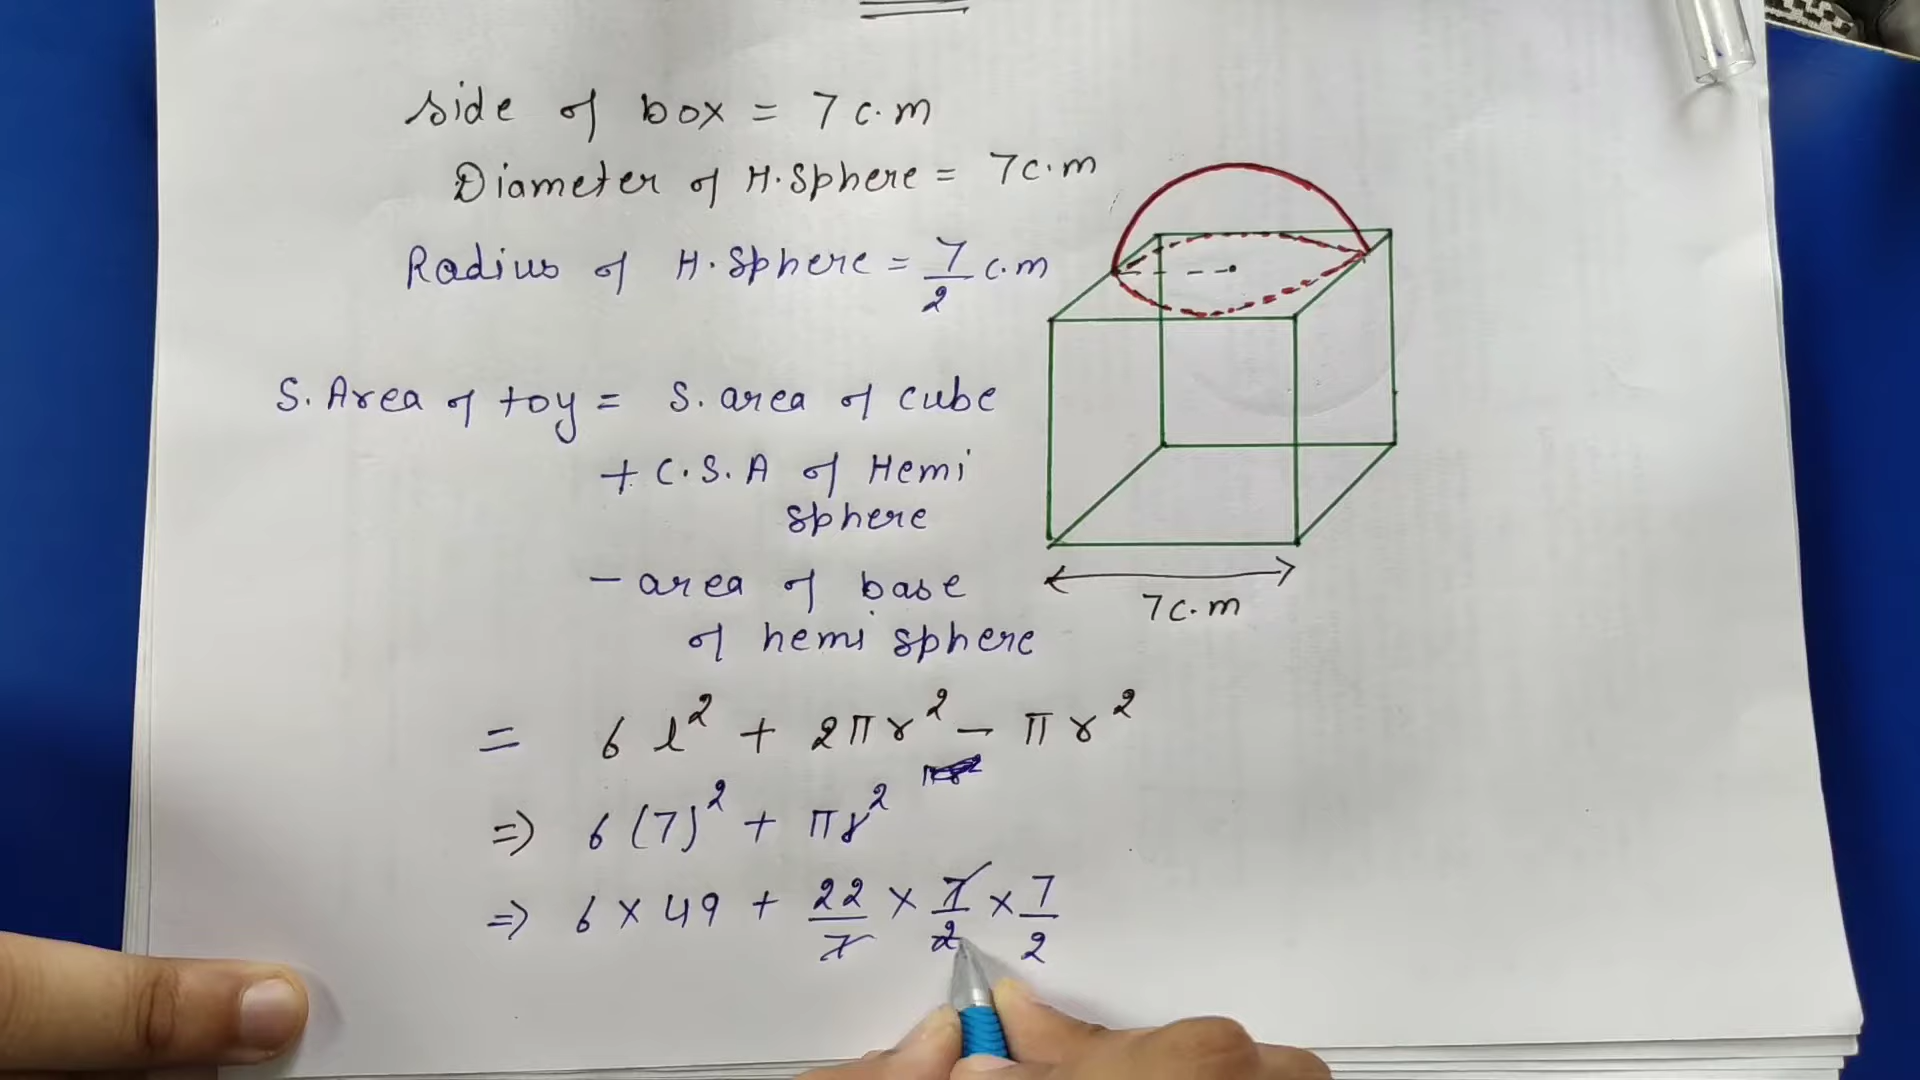 side of box = 7 c.m
Diameter of H.Sphere = 7c.m
Radius of H.Sphere = 7/2 c.m
S. Area of toy = S. area of cube
+ C.S.A of Hemi
sphere
- area of base
of hemi sphere
7c.m
= 6 l² + 2πr² - πr²
⇒ 6(7)² + πr²
⇒ 6 × 49 + 22/7 × 7/2 × 7/2